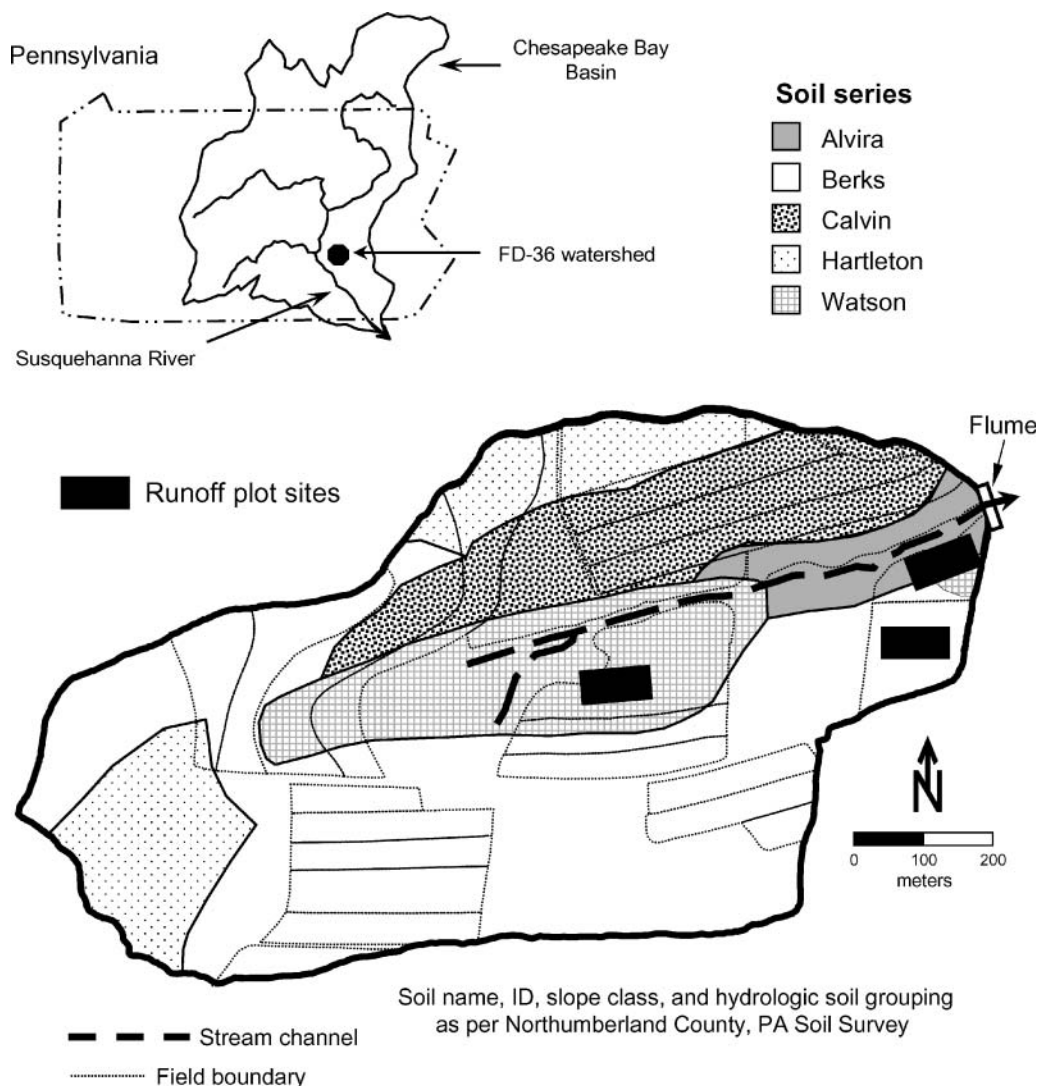 Pennsylvania
Chesapeake Bay
Basin
FD-36 watershed
Susquehanna River
Soil series
Alvira
Berks
Calvin
Hartleton
Watson
Flume
Runoff plot sites
N
0 100 200
meters
Soil name, ID, slope class, and hydrologic soil grouping
as per Northumberland County, PA Soil Survey
Stream channel
Field boundary